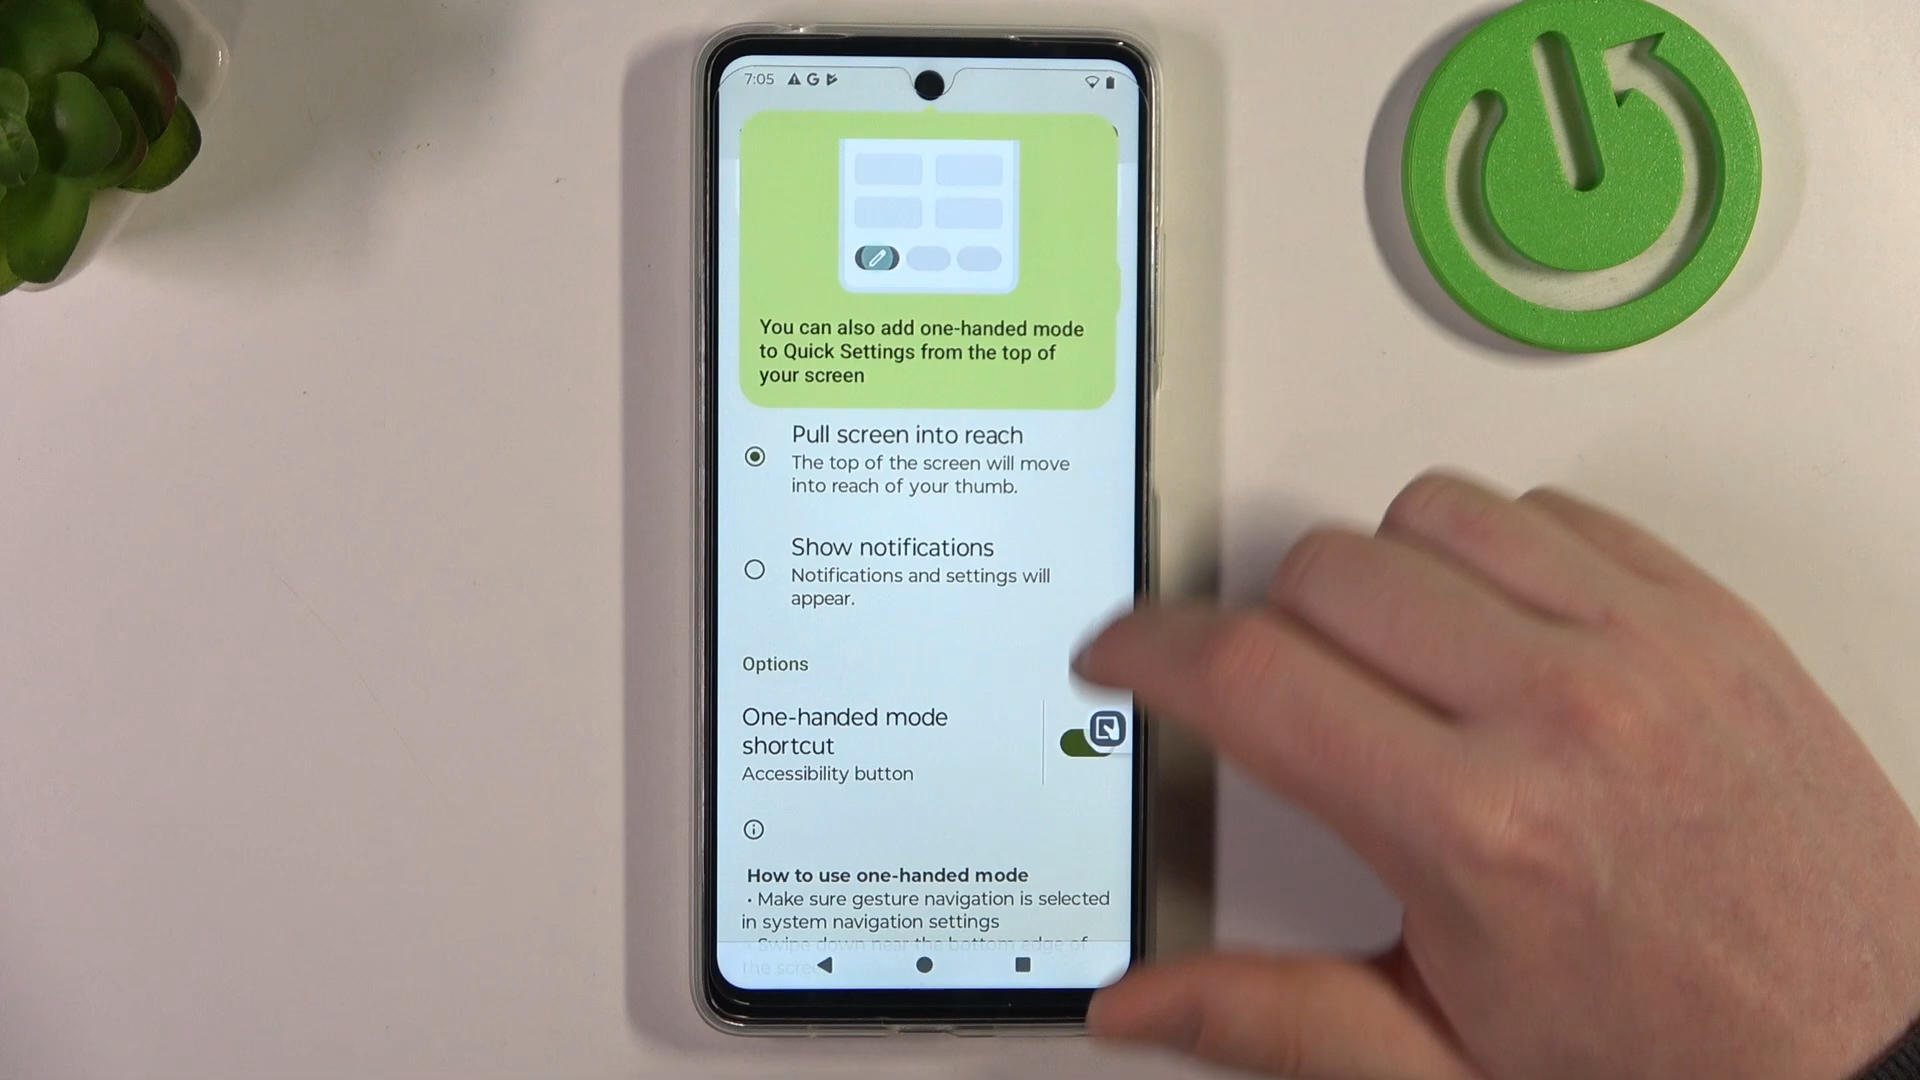 7:05
You can also add one-handed mode
to Quick Settings from the top of
your screen
Pull screen into reach
The top of the screen will move
into reach of your thumb.
Show notifications
Notifications and settings will
appear.
Options
One-handed mode
shortcut
Accessibility button
How to use one-handed mode
• Make sure gesture navigation is selected
in system navigation settings
• Swipe down near the bottom edge of
the scree